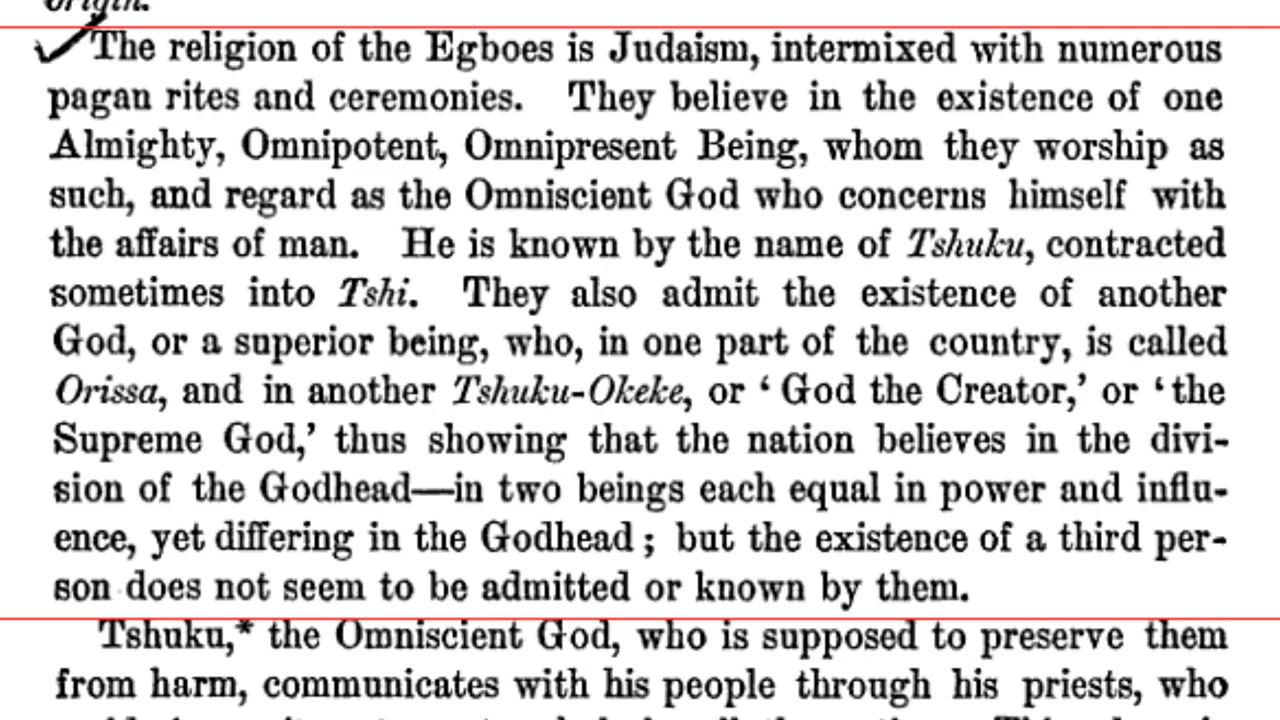 origin.
The religion of the Egboes is Judaism, intermixed with numerous
pagan rites and ceremonies. They believe in the existence of one
Almighty, Omnipotent, Omnipresent Being, whom they worship as
such, and regard as the Omniscient God who concerns himself with
the affairs of man. He is known by the name of Tshuku, contracted
sometimes into Tshi. They also admit the existence of another
God, or a superior being, who, in one part of the country, is called
Orissa, and in another Tshuku-Okeke, or ‘God the Creator,’ or ‘the
Supreme God,’ thus showing that the nation believes in the divi-
sion of the Godhead—in two beings each equal in power and influ-
ence, yet differing in the Godhead; but the existence of a third per-
son does not seem to be admitted or known by them.
Tshuku,* the Omniscient God, who is supposed to preserve them
from harm, communicates with his people through his priests, who